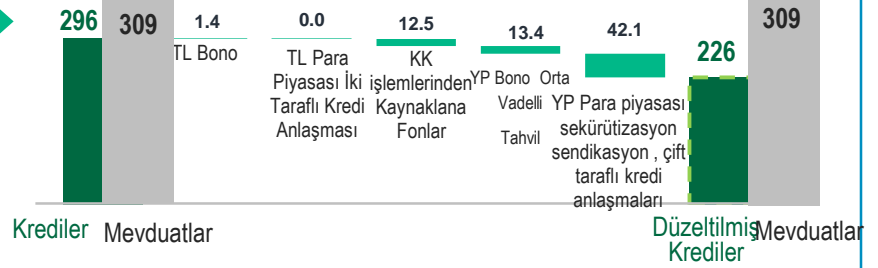 296
309
1.4
TL Bono
0.0
TL Para
Piyasası İki
Taraflı Kredi
Anlaşması
12.5
KK
işlemlerinden
Kaynaklana
Fonlar
13.4
YP Bono Orta
Vadelli
Tahvil
42.1
YP Para piyasası
sekürütizasyon
sendikasyon , çift
taraflı kredi
anlaşmaları
226
309
Krediler
Mevduatlar
Düzeltilmiş
Krediler
Mevduatlar